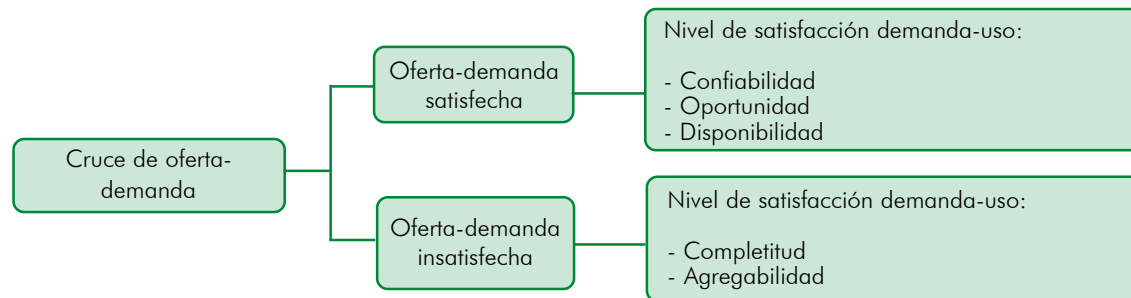 Cruce de oferta-
demanda
Oferta-demanda
satisfecha
Nivel de satisfacción demanda-uso:
- Confiabilidad
- Oportunidad
- Disponibilidad
Oferta-demanda
insatisfecha
Nivel de satisfacción demanda-uso:
- Completitud
- Agregabilidad